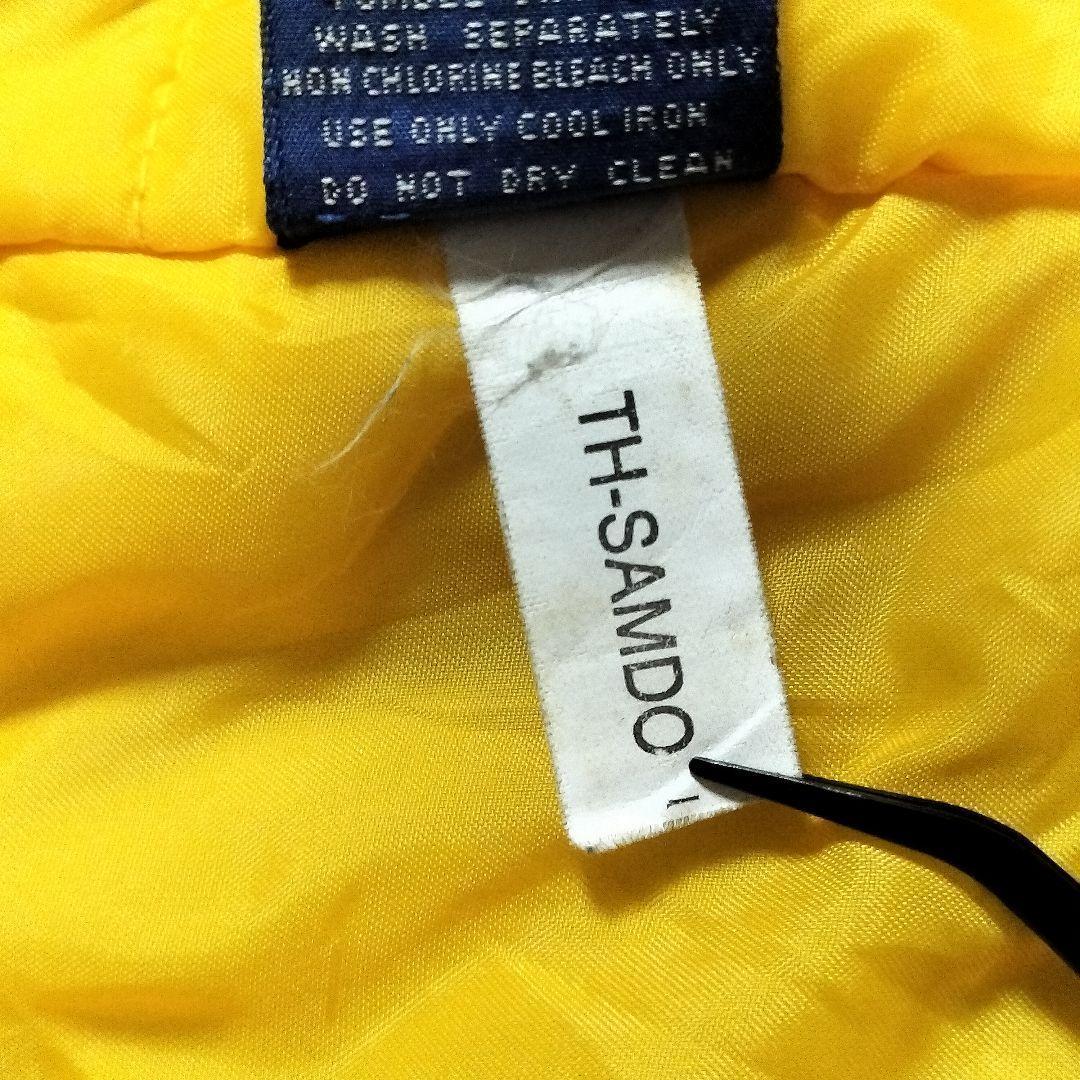 WASH SEPARATELY
NON CHLORINE BLEACH ONLY
USE ONLY COOL IRON
DO NOT DRY CLEAN
TH-SAMDO